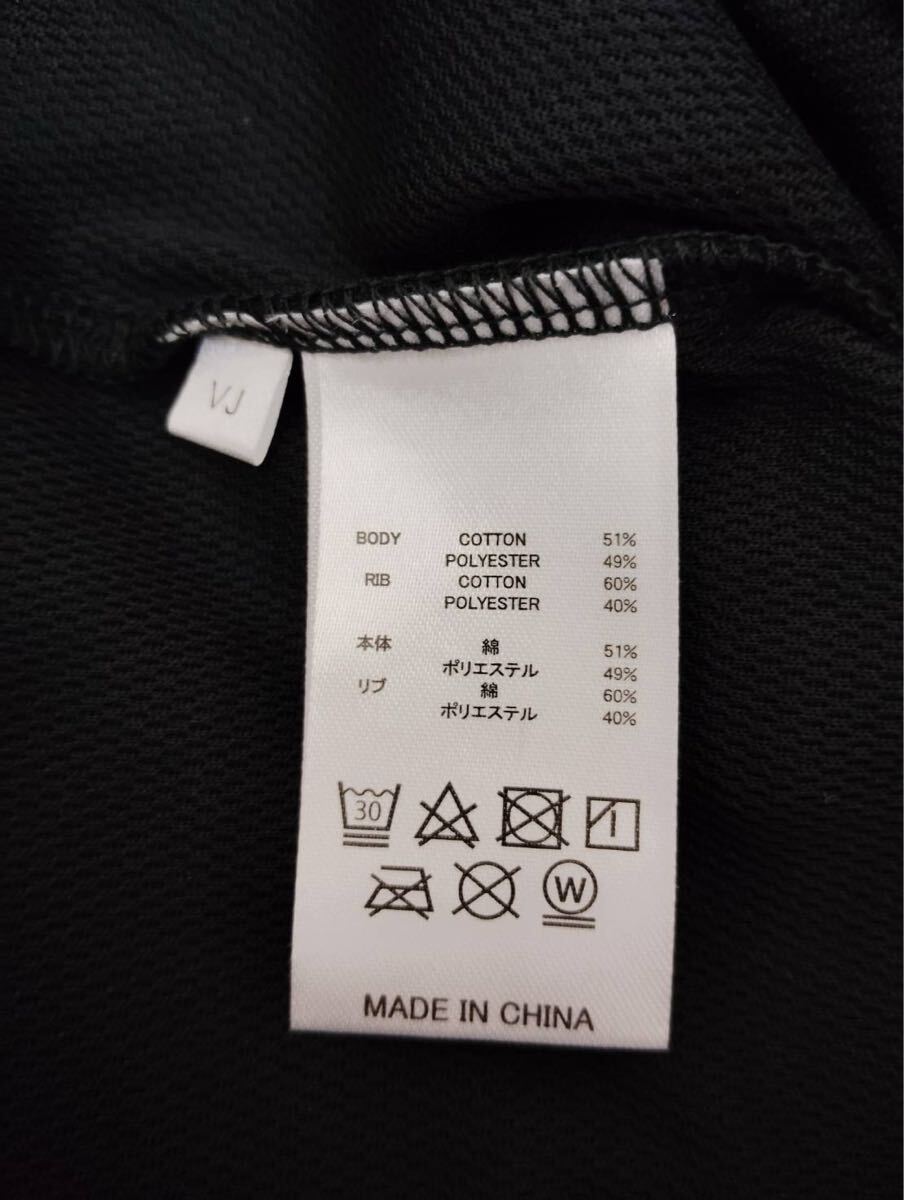 VJ
BODY COTTON 51%
POLYESTER 49%
RIB COTTON 60%
POLYESTER 40%
本体 綿 51%
ポリエステル 49%
リブ 綿 60%
ポリエステル 40%
30
W
MADE IN CHINA